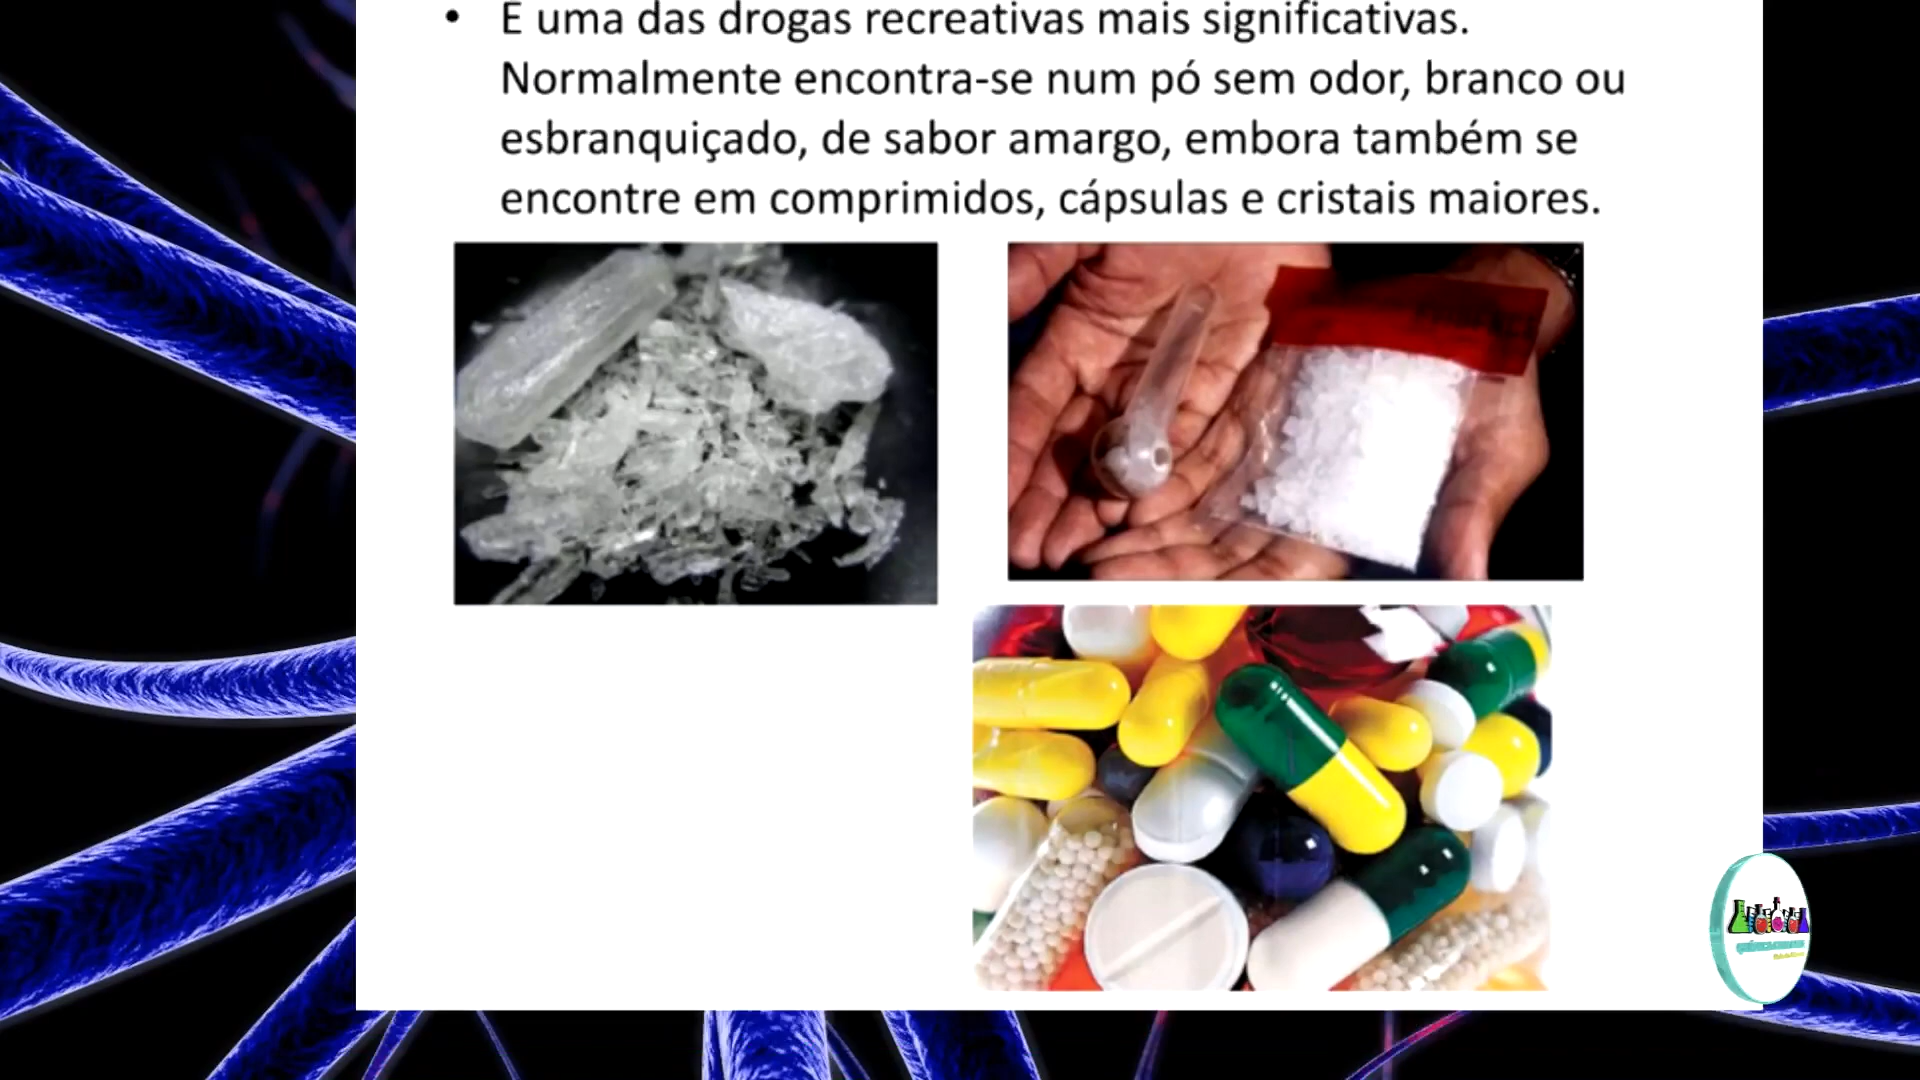 • É uma das drogas recreativas mais significativas.
Normalmente encontra-se num pó sem odor, branco ou
esbranquiçado, de sabor amargo, embora também se
encontre em comprimidos, cápsulas e cristais maiores.